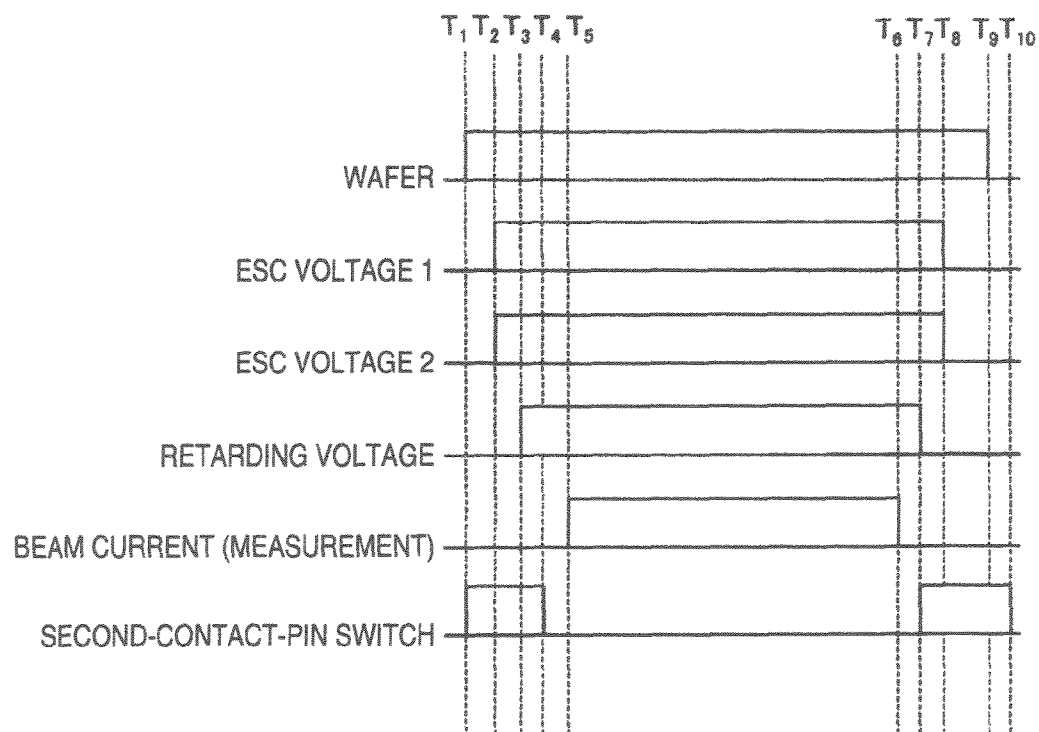 T₁ T₂ T₃ T₄ T₅ T₆ T₇ T₈ T₉ T₁₀
WAFER
ESC VOLTAGE 1
ESC VOLTAGE 2
RETARDING VOLTAGE
BEAM CURRENT (MEASUREMENT)
SECOND-CONTACT-PIN SWITCH